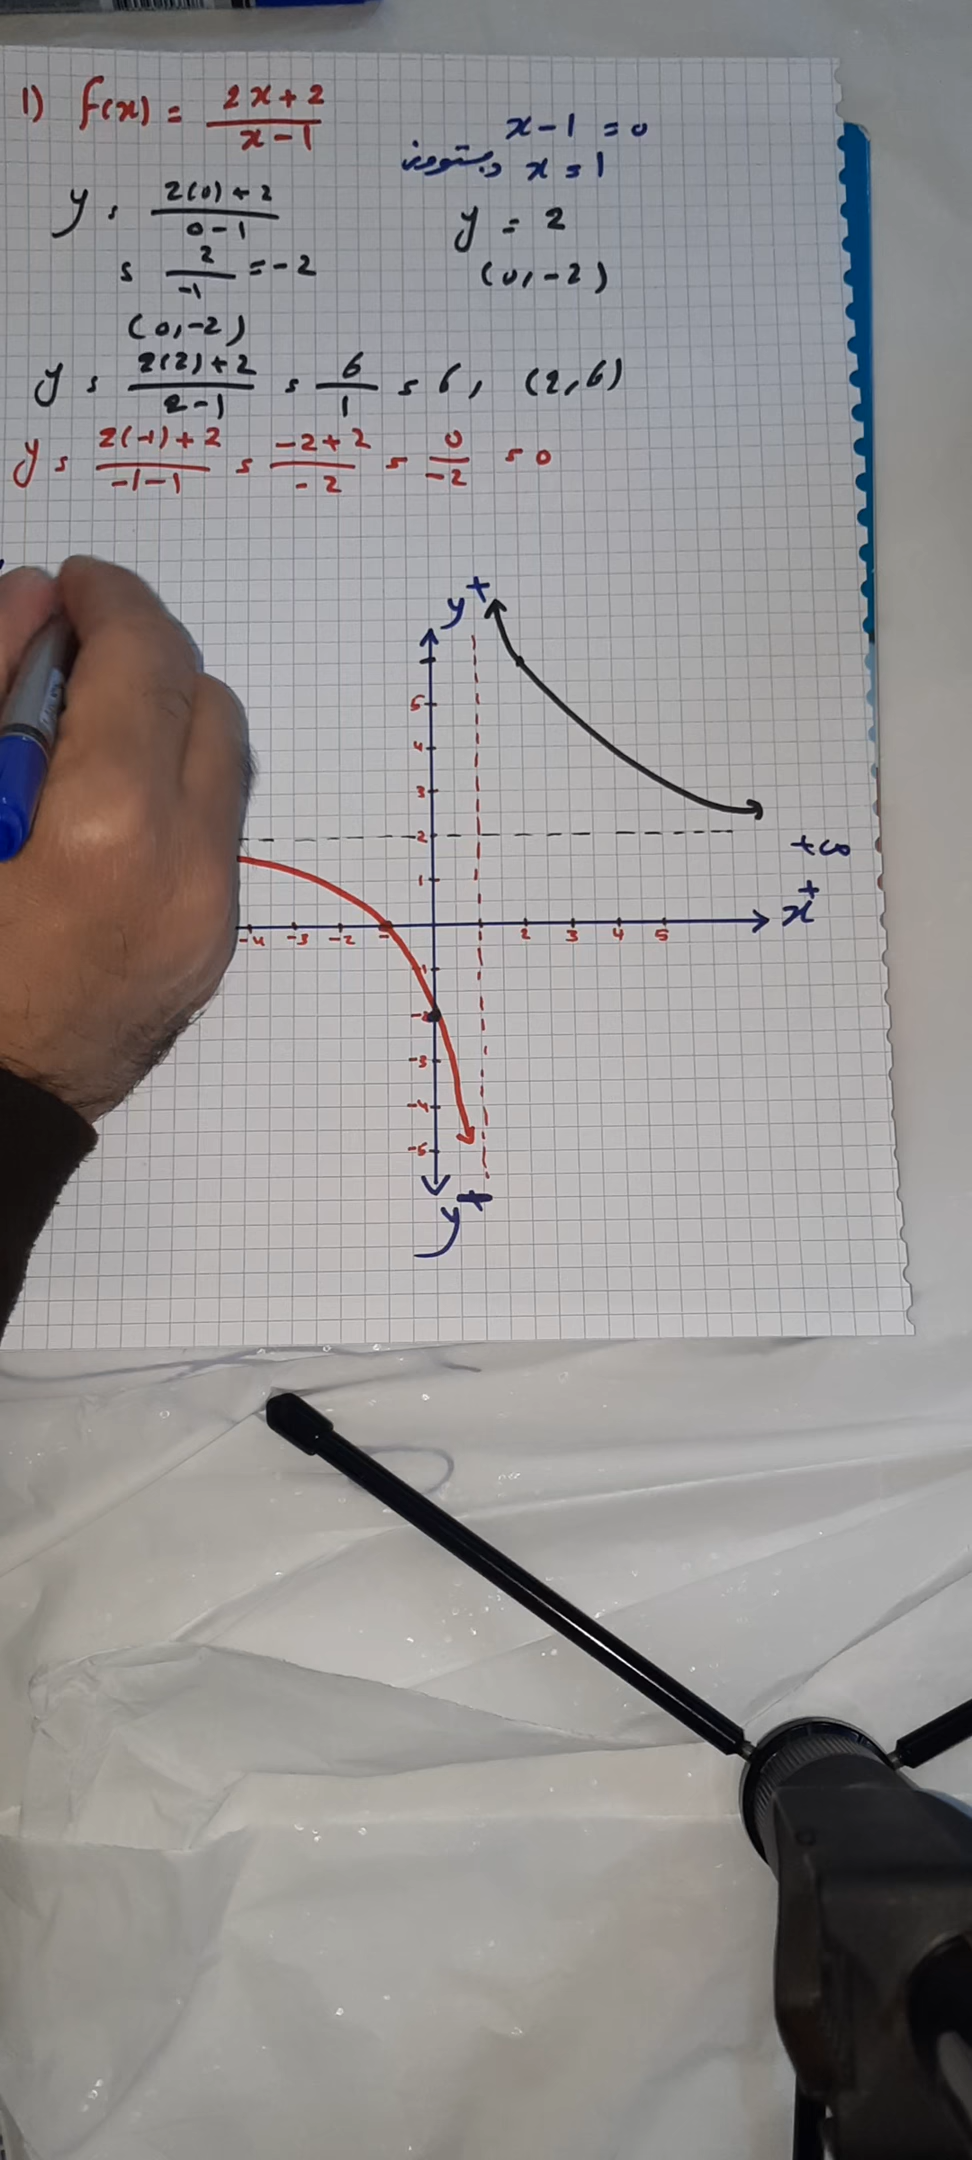 1) f(x) = 2x+2 / x-1
x-1 = 0
x = 1
y = 2(0)+2 / 0-1
y = 2
= 2 / -1 = -2
(0,-2)
(0,-2)
y = 2(2)+2 / 2-1 = 6 / 1 = 6, (2,6)
y = 2(-1)+2 / -1-1 = -2+2 / -2 = 0 / -2 = 0
y+
5
4
3
2
+∞
1
x+
-4 -3 -2 -1 2 3 4 5
-1
-2
-3
-4
-5
y